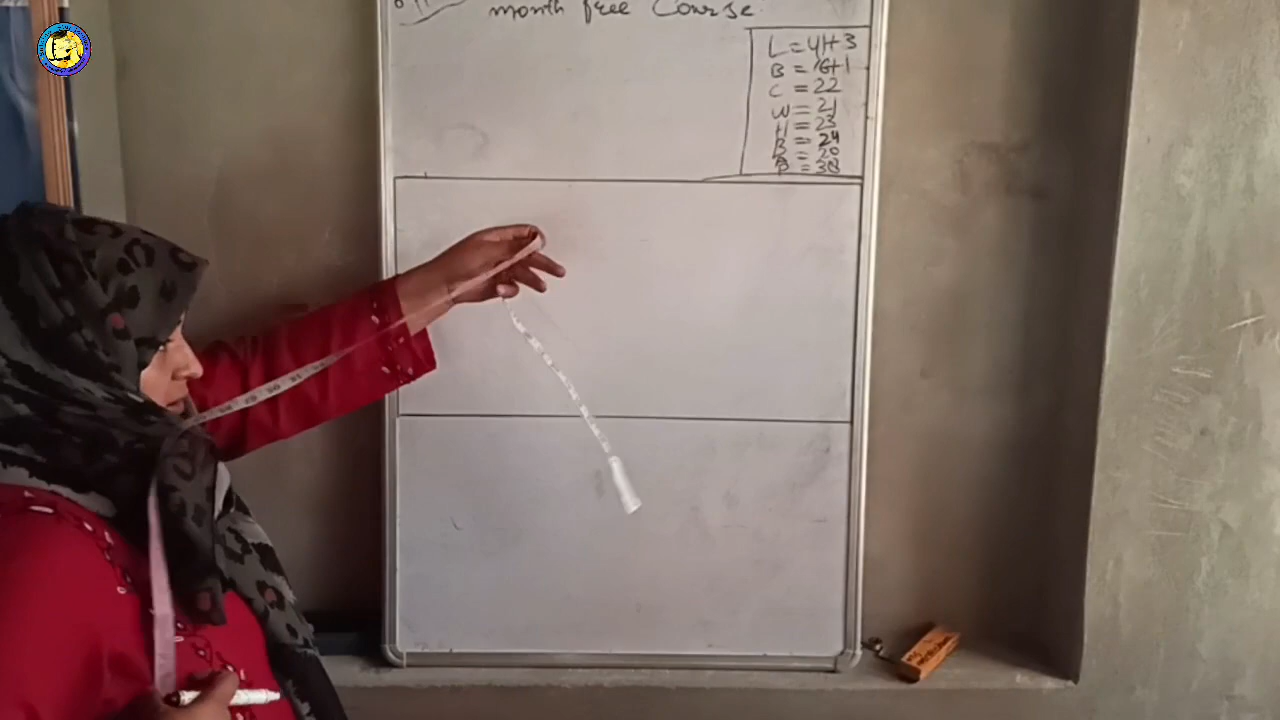 month free Course
L = 41+3
B = 16+1
C = 22
W = 21
H = 23
B = 24
= 20
P = 38